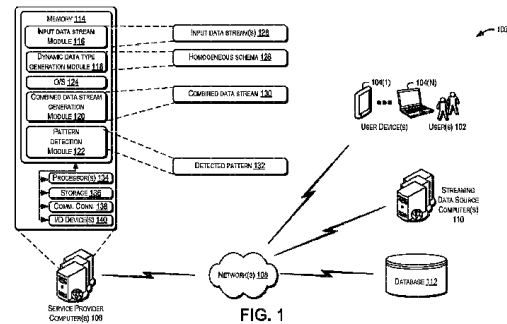 MEMORY 114
INPUT DATA STREAM
MODULE 116
DYNAMIC DATA TYPE
GENERATION MODULE 118
O/S 124
COMBINED DATA STREAM
GENERATION
MODULE 120
PATTERN
DETECTION
MODULE 122
PROCESSOR(S) 134
STORAGE 136
COMM. CONN. 138
I/O DEVICE(S) 140
SERVICE PROVIDER
COMPUTER(S) 106
INPUT DATA STREAM(S) 126
HOMOGENEOUS SCHEMA 128
COMBINED DATA STREAM 130
DETECTED PATTERN 132
NETWORK(S) 108
104(1)
104(N)
USER DEVICE(S)
USER(S) 102
STREAMING
DATA SOURCE
COMPUTER(S)
110
DATABASE 112
FIG. 1